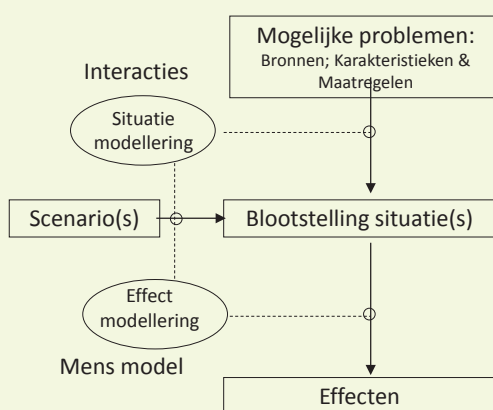 Mogelijke problemen:
Bronnen; Karakteristieken &
Maatregelen
Interacties
Situatie
modellering
Scenario(s)
Blootstelling situatie(s)
Effect
modellering
Mens model
Effecten